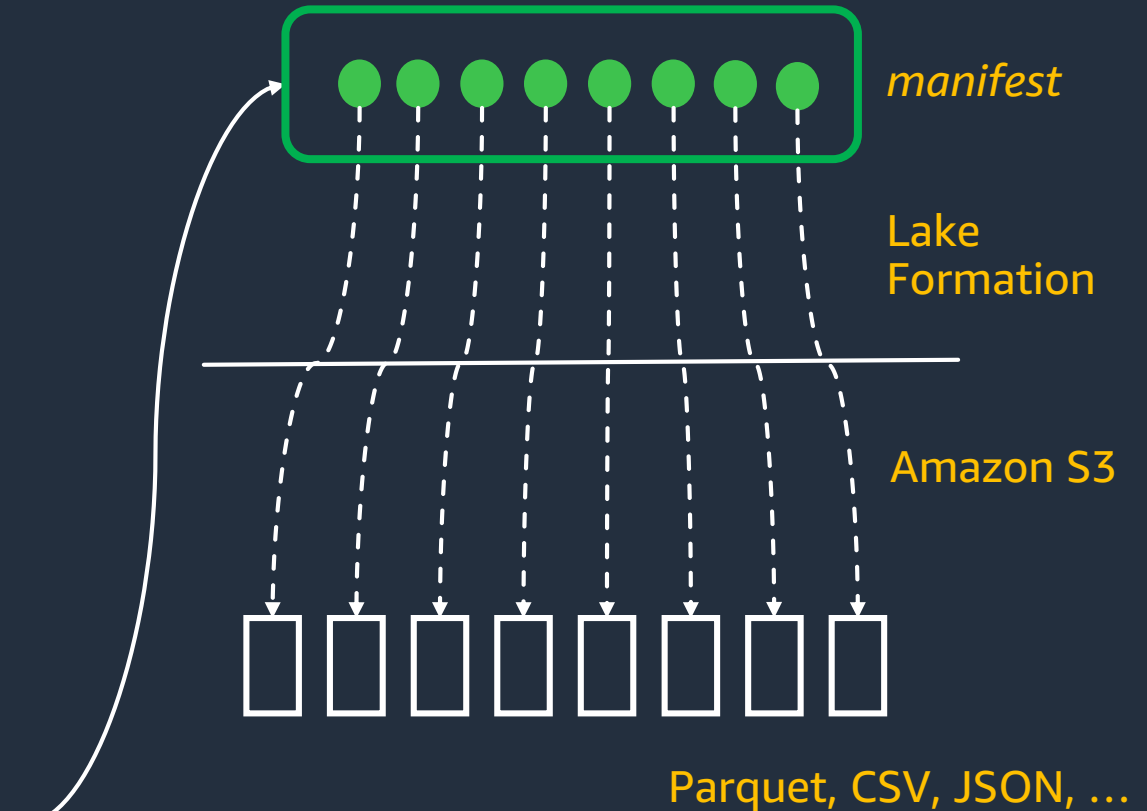 manifest
Lake
Formation
Amazon S3
Parquet, CSV, JSON, ...